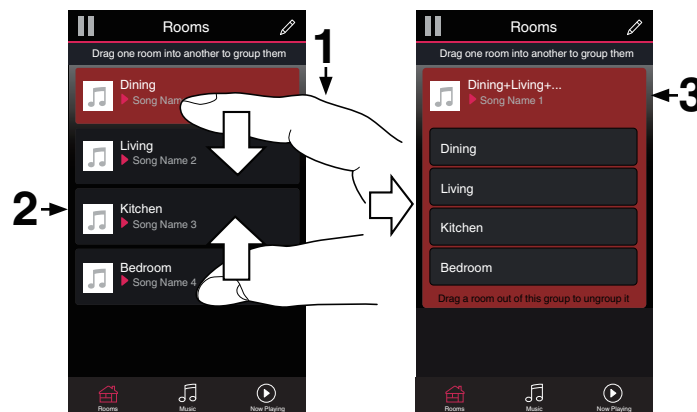 Rooms
Drag one room into another to group them
1
Dining
Song Nam
Living
Song Name 2
2
Kitchen
Song Name 3
Bedroom
Song Name 4
Rooms
Music
Now Playing
Rooms
Drag one room into another to group them
Dining+Living+...
Song Name 1
3
Dining
Living
Kitchen
Bedroom
Drag a room out of this group to ungroup it
Rooms
Music
Now Playing